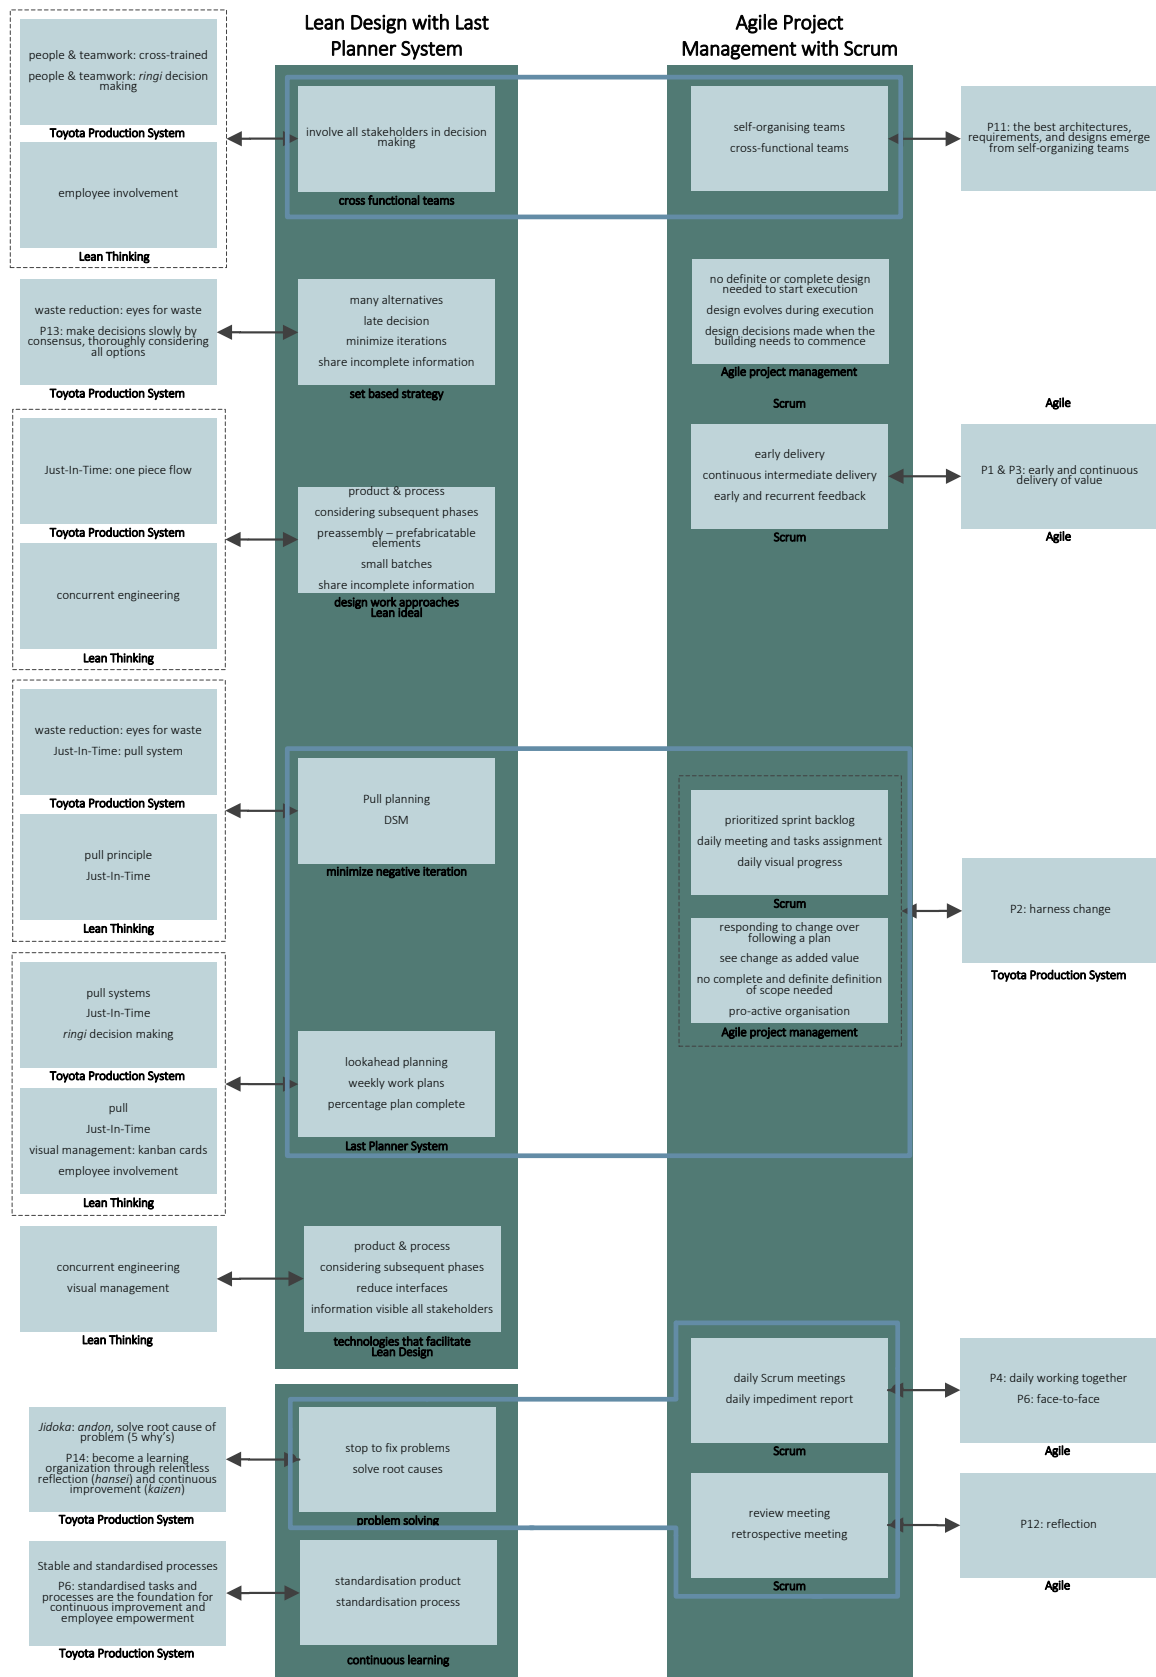 Lean Design with Last
Planner System
Agile Project
Management with Scrum
people & teamwork: cross-trained
people & teamwork: ringi decision
making
Toyota Production System
employee involvement
Lean Thinking
involve all stakeholders in decision
making
cross functional teams
self-organising teams
cross-functional teams
P11: the best architectures,
requirements, and designs emerge
from self-organizing teams
waste reduction: eyes for waste
P13: make decisions slowly by
consensus, thoroughly considering
all options
Toyota Production System
many alternatives
late decision
minimize iterations
share incomplete information
set based strategy
no definite or complete design
needed to start execution
design evolves during execution
design decisions made when the
building needs to commence
Agile project management
Scrum
Agile
Just-In-Time: one piece flow
Toyota Production System
concurrent engineering
Lean Thinking
product & process
considering subsequent phases
preassembly – prefabricatable
elements
small batches
share incomplete information
design work approaches
Lean ideal
early delivery
continuous intermediate delivery
early and recurrent feedback
Scrum
P1 & P3: early and continuous
delivery of value
Agile
waste reduction: eyes for waste
Just-In-Time: pull system
Toyota Production System
pull principle
Just-In-Time
Lean Thinking
Pull planning
DSM
minimize negative iteration
prioritized sprint backlog
daily meeting and tasks assignment
daily visual progress
Scrum
responding to change over
following a plan
see change as added value
no complete and definite definition
of scope needed
pro-active organisation
Agile project management
P2: harness change
Toyota Production System
pull systems
Just-In-Time
ringi decision making
Toyota Production System
pull
Just-In-Time
visual management: kanban cards
employee involvement
Lean Thinking
lookahead planning
weekly work plans
percentage plan complete
Last Planner System
concurrent engineering
visual management
Lean Thinking
product & process
considering subsequent phases
reduce interfaces
information visible all stakeholders
technologies that facilitate
Lean Design
daily Scrum meetings
daily impediment report
Scrum
P4: daily working together
P6: face-to-face
Agile
Jidoka: andon, solve root cause of
problem (5 why's)
P14: become a learning
organization through relentless
reflection (hansei) and continuous
improvement (kaizen)
Toyota Production System
stop to fix problems
solve root causes
problem solving
review meeting
retrospective meeting
Scrum
P12: reflection
Agile
Stable and standardised processes
P6: standardised tasks and
processes are the foundation for
continuous improvement and
employee empowerment
Toyota Production System
standardisation product
standardisation process
continuous learning